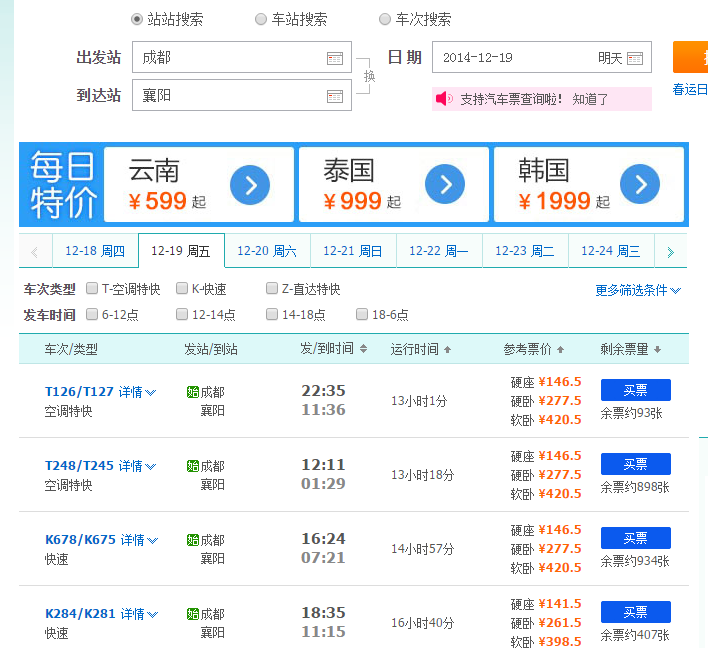 站站搜索 车站搜索 车次搜索
出发站 成都 日期 2014-12-19 明天
换
到达站 襄阳 支持汽车票查询啦! 知道了
春运日
每日特价
云南 ¥599起
泰国 ¥999起
韩国 ¥1999起
12-18 周四 12-19 周五 12-20 周六 12-21 周日 12-22 周一 12-23 周二 12-24 周三
车次类型 T-空调特快 K-快速 Z-直达特快 更多筛选条件
发车时间 6-12点 12-14点 14-18点 18-6点
车次/类型 发站/到站 发/到时间 运行时间 参考票价 剩余票量
T126/T127 详情 始 成都 22:35 13小时1分 硬座 ¥146.5 买票
空调特快 襄阳 11:36 硬卧 ¥277.5 余票约93张
软卧 ¥420.5
T248/T245 详情 始 成都 12:11 13小时18分 硬座 ¥146.5 买票
空调特快 襄阳 01:29 硬卧 ¥277.5 余票约898张
软卧 ¥420.5
K678/K675 详情 始 成都 16:24 14小时57分 硬座 ¥146.5 买票
快速 襄阳 07:21 硬卧 ¥277.5 余票约934张
软卧 ¥420.5
K284/K281 详情 始 成都 18:35 16小时40分 硬座 ¥141.5 买票
快速 襄阳 11:15 硬卧 ¥261.5 余票约407张
软卧 ¥398.5